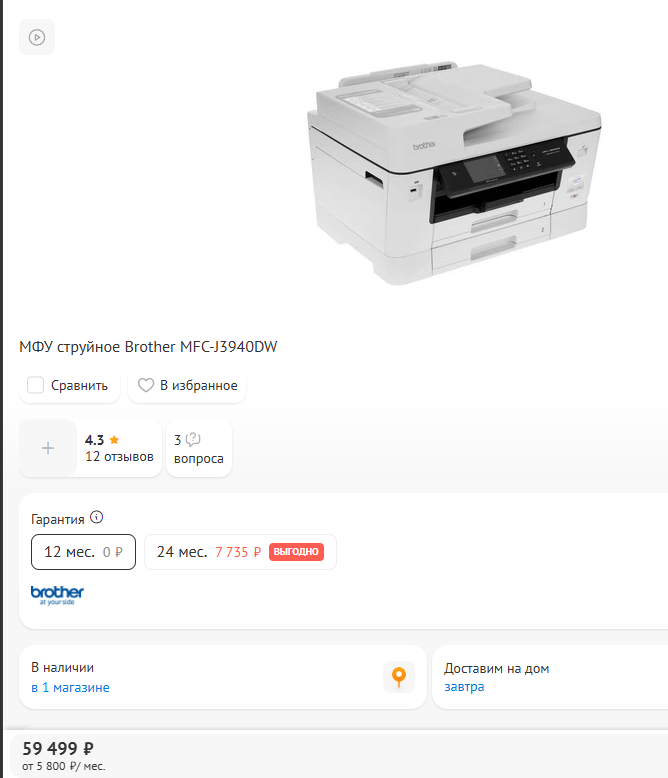 brother
МФУ струйное Brother MFC-J3940DW
Сравнить
В избранное
4.3
12 отзывов
3
вопроса
Гарантия
12 мес. 0 ₽
24 мес. 7 735 ₽ ВЫГОДНО
brother
at your side
В наличии
в 1 магазине
Доставим на дом
завтра
59 499 ₽
от 5 800 ₽/ мес.